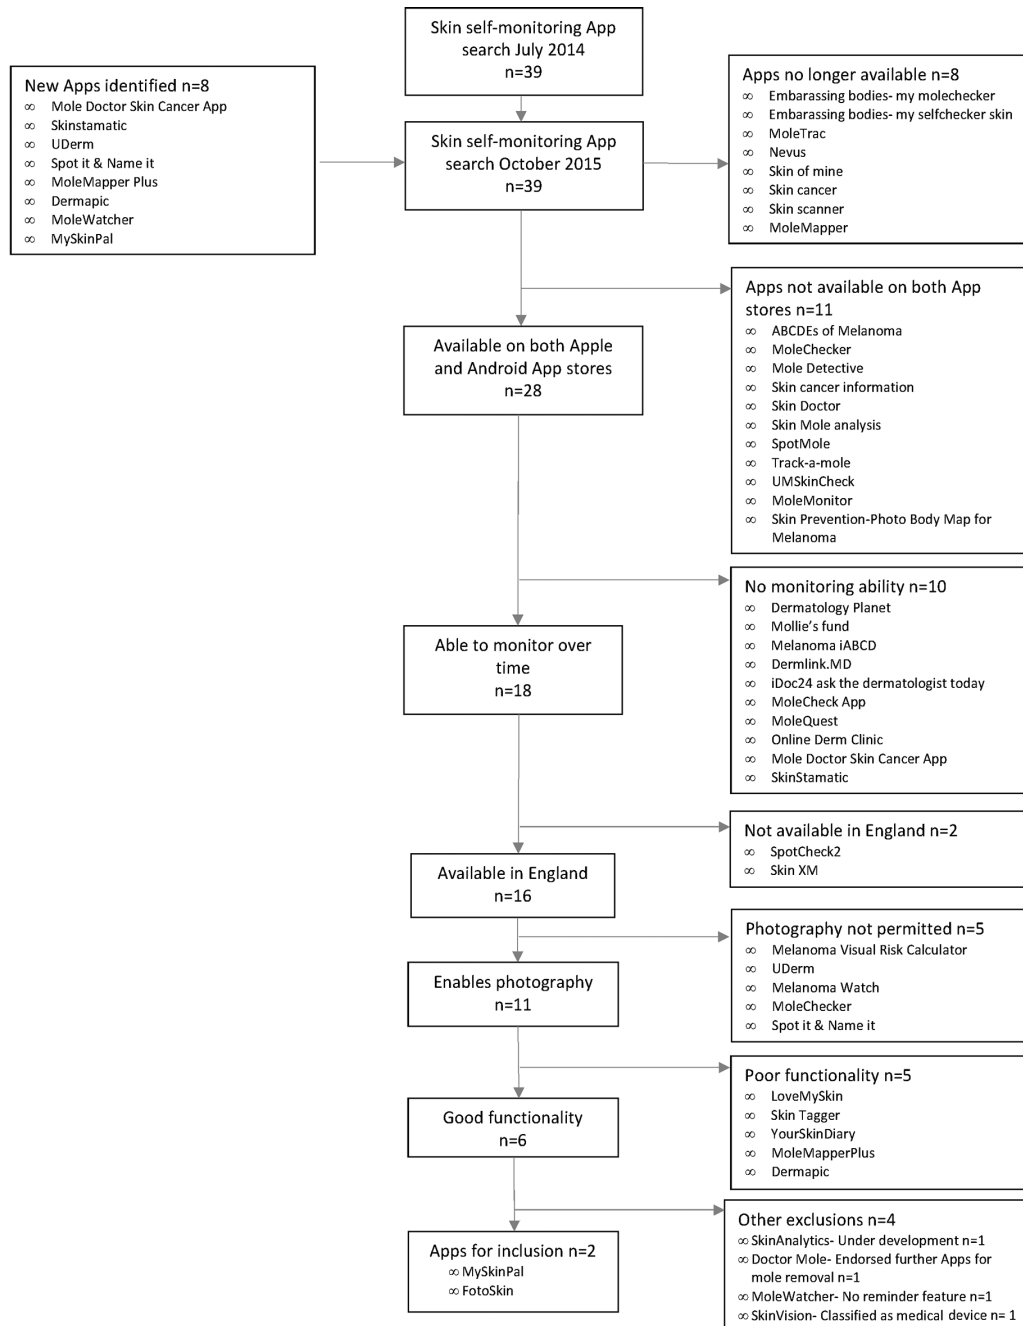 Skin self-monitoring App
search July 2014
n=39
New Apps identified n=8
∞ Mole Doctor Skin Cancer App
∞ Skinstamatic
∞ UDerm
∞ Spot it & Name it
∞ MoleMapper Plus
∞ Dermapic
∞ MoleWatcher
∞ MySkinPal
Skin self-monitoring App
search October 2015
n=39
Apps no longer available n=8
∞ Embarassing bodies- my molechecker
∞ Embarassing bodies- my selfchecker skin
∞ MoleTrac
∞ Nevus
∞ Skin of mine
∞ Skin cancer
∞ Skin scanner
∞ MoleMapper
Apps not available on both App
stores n=11
∞ ABCDEs of Melanoma
∞ MoleChecker
∞ Mole Detective
∞ Skin cancer information
∞ Skin Doctor
∞ Skin Mole analysis
∞ SpotMole
∞ Track-a-mole
∞ UMSkinCheck
∞ MoleMonitor
∞ Skin Prevention-Photo Body Map for
Melanoma
Available on both Apple
and Android App stores
n=28
No monitoring ability n=10
∞ Dermatology Planet
∞ Mollie's fund
∞ Melanoma iABCD
∞ Dermlink.MD
∞ iDoc24 ask the dermatologist today
∞ MoleCheck App
∞ MoleQuest
∞ Online Derm Clinic
∞ Mole Doctor Skin Cancer App
∞ SkinStamatic
Able to monitor over
time
n=18
Not available in England n=2
∞ SpotCheck2
∞ Skin XM
Available in England
n=16
Photography not permitted n=5
∞ Melanoma Visual Risk Calculator
∞ UDerm
∞ Melanoma Watch
∞ MoleChecker
∞ Spot it & Name it
Enables photography
n=11
Poor functionality n=5
∞ LoveMySkin
∞ Skin Tagger
∞ YourSkinDiary
∞ MoleMapperPlus
∞ Dermapic
Good functionality
n=6
Other exclusions n=4
∞ SkinAnalytics- Under development n=1
∞ Doctor Mole- Endorsed further Apps for
mole removal n=1
∞ MoleWatcher- No reminder feature n=1
∞ SkinVision- Classified as medical device n= 1
Apps for inclusion n=2
∞ MySkinPal
∞ FotoSkin